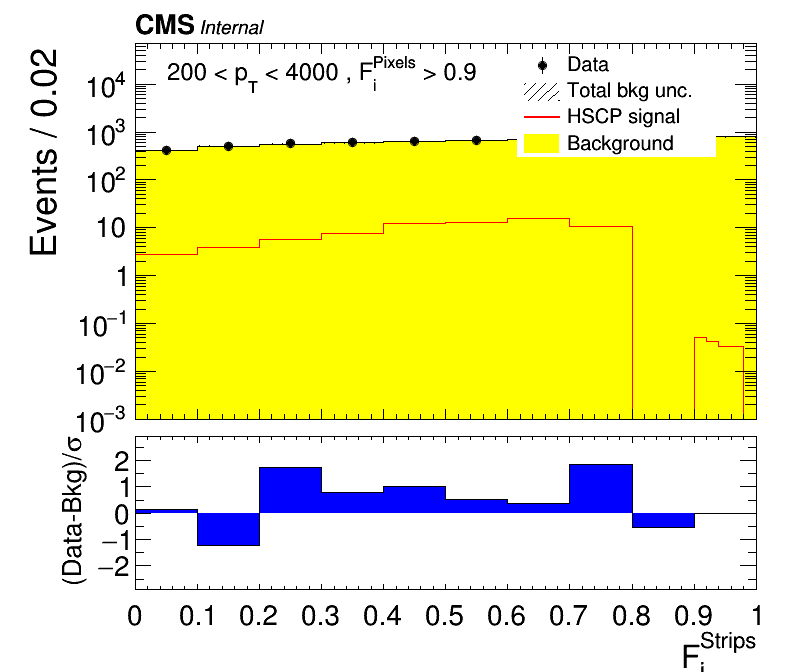 CMS Internal
200 < p_T < 4000 , F_i^Pixels > 0.9
Data
Total bkg unc.
HSCP signal
Background
Events / 0.02
10^4
10^3
10^2
10
1
10^−1
10^−2
10^−3
(Data-Bkg)/σ
2
1
0
−1
−2
0 0.1 0.2 0.3 0.4 0.5 0.6 0.7 0.8 0.9 1
F_i^Strips